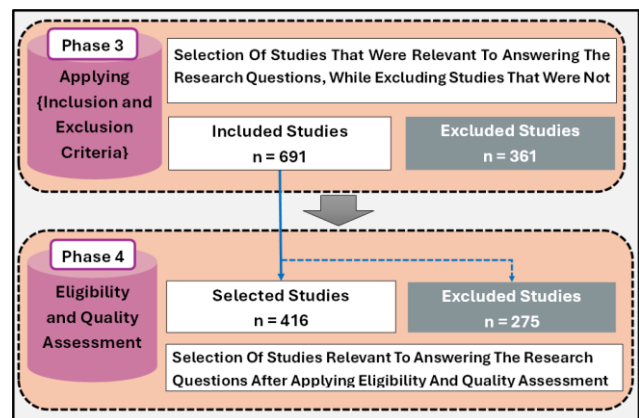 Phase 3
Applying
{Inclusion and
Exclusion
Criteria}
Selection Of Studies That Were Relevant To Answering The
Research Questions, While Excluding Studies That Were Not
Included Studies
n = 691
Excluded Studies
n = 361
Phase 4
Eligibility
and Quality
Assessment
Selected Studies
n = 416
Excluded Studies
n = 275
Selection Of Studies Relevant To Answering The Research
Questions After Applying Eligibility And Quality Assessment